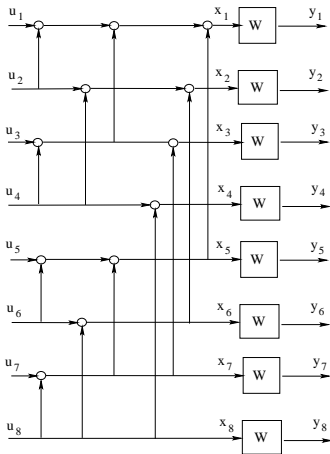 u1 x1 W y1
u2 x2 W y2
u3 x3 W y3
u4 x4 W y4
u5 x5 W y5
u6 x6 W y6
u7 x7 W y7
u8 x8 W y8